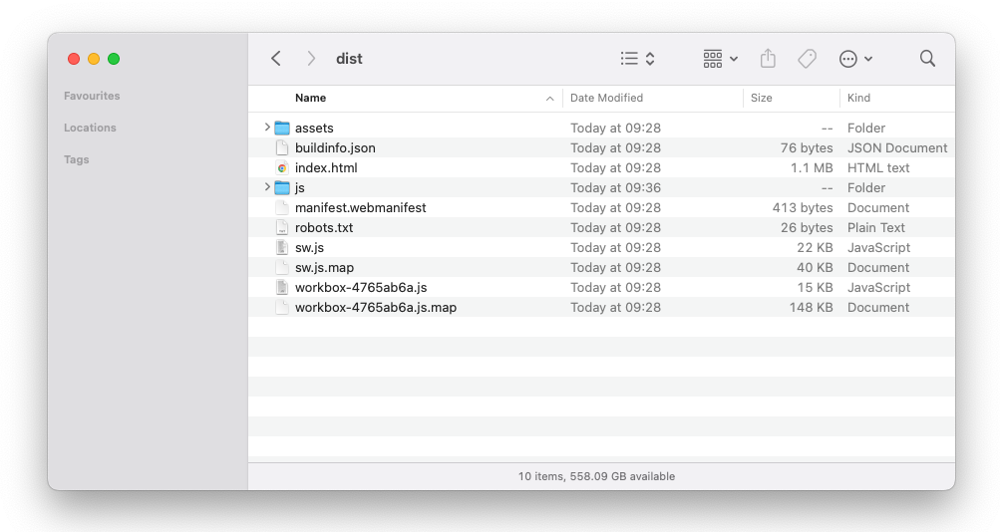 dist
Favourites
Locations
Tags
Name Date Modified Size Kind
assets Today at 09:28 -- Folder
buildinfo.json Today at 09:28 76 bytes JSON Document
index.html Today at 09:28 1.1 MB HTML text
js Today at 09:36 -- Folder
manifest.webmanifest Today at 09:28 413 bytes Document
robots.txt Today at 09:28 26 bytes Plain Text
sw.js Today at 09:28 22 KB JavaScript
sw.js.map Today at 09:28 40 KB Document
workbox-4765ab6a.js Today at 09:28 15 KB JavaScript
workbox-4765ab6a.js.map Today at 09:28 148 KB Document
10 items, 558.09 GB available